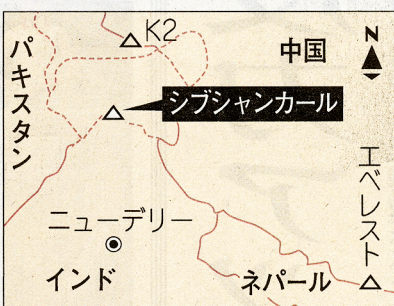 K2
中国
N
パキスタン
シブシャンカール
エベレスト
ニューデリー
インド
ネパール